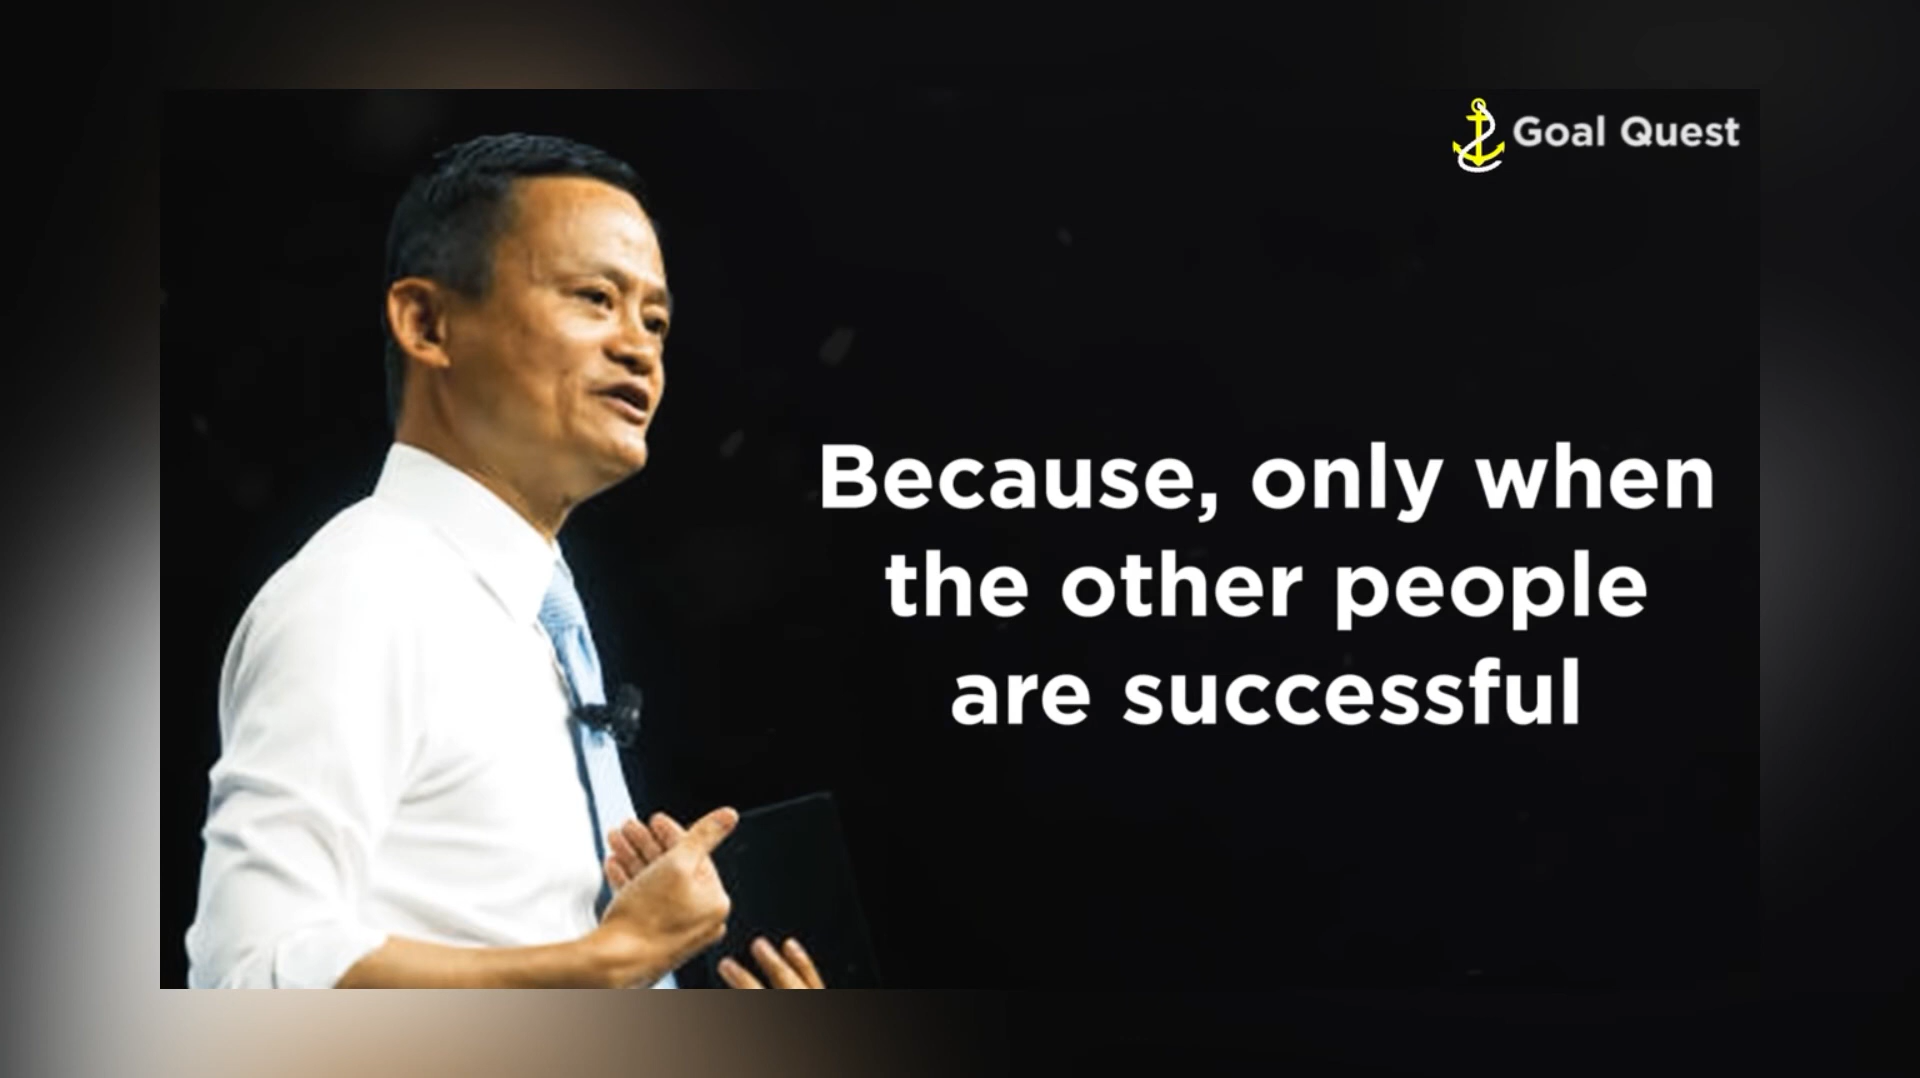 Goal Quest
Because, only when
the other people
are successful